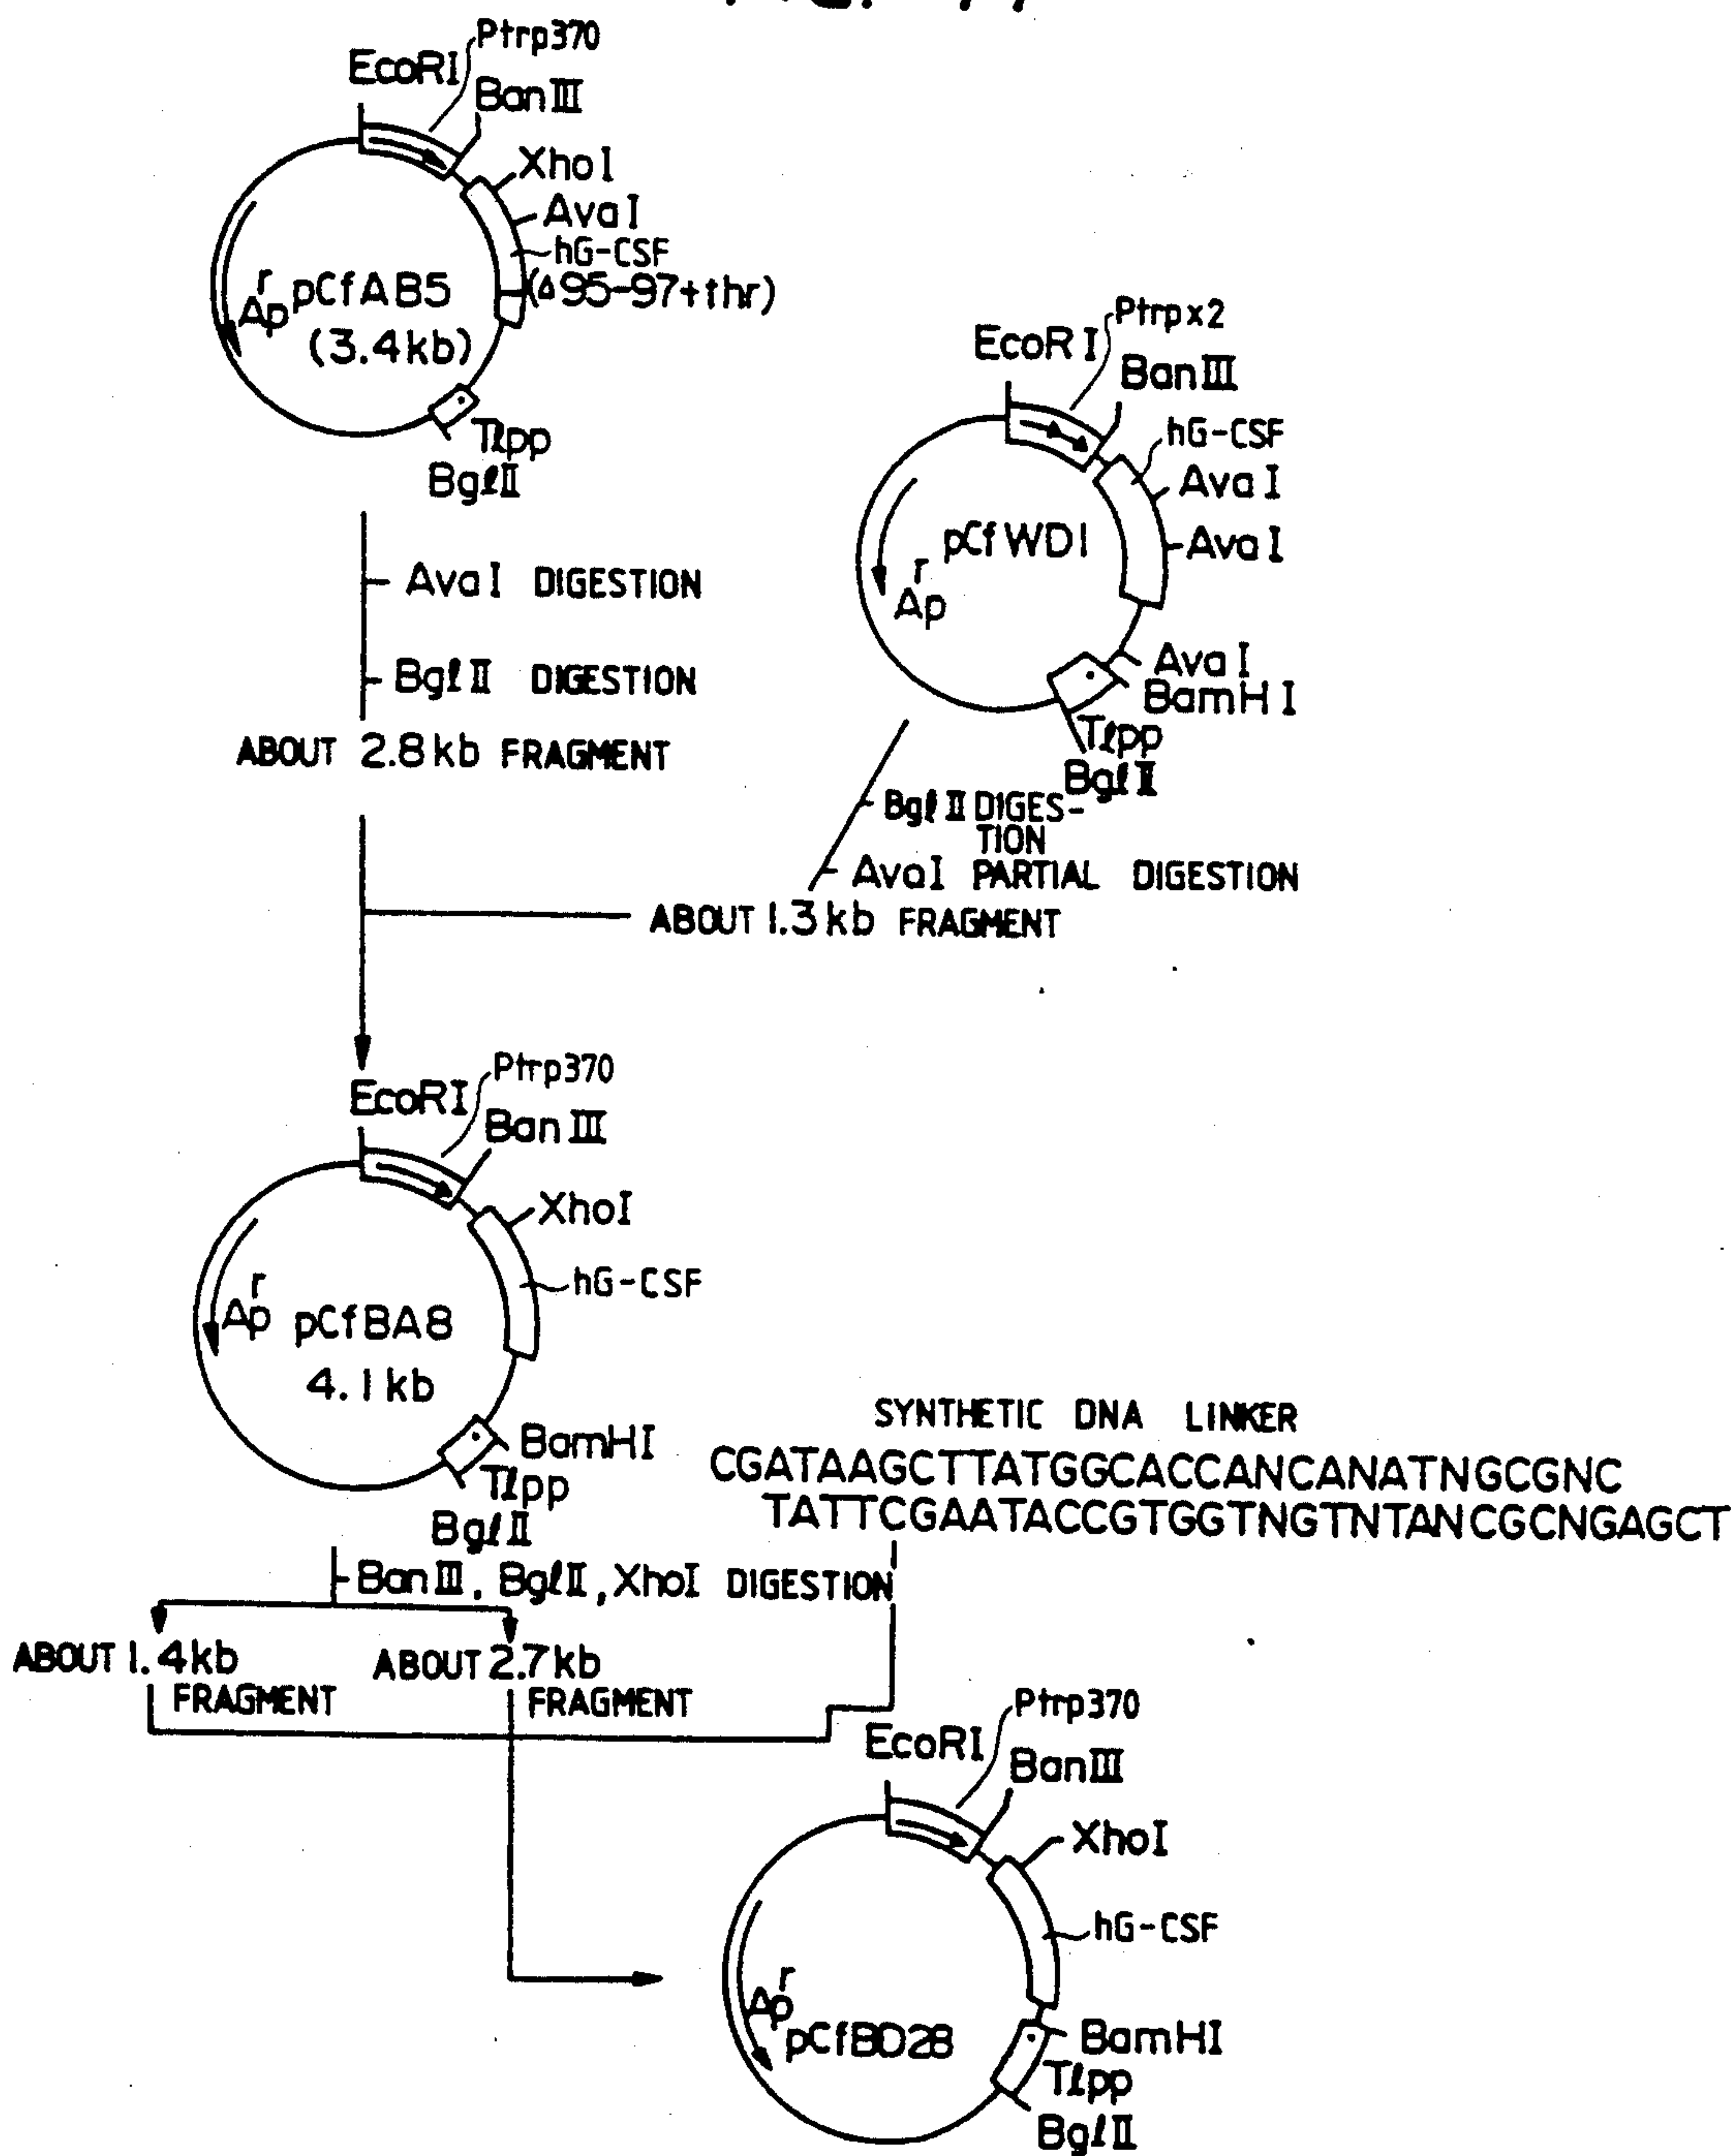 Ptrp370
EcoRI
BanIII
XhoI
AvaI
hG-CSF
(Δ95-97+thr)
Apr
pCfAB5
(3.4kb)
Tlpp
BglII
AvaI DIGESTION
BglII DIGESTION
ABOUT 2.8kb FRAGMENT
Ptrpx2
EcoRI
BanIII
hG-CSF
AvaI
AvaI
pCfWD1
Apr
AvaI
BamHI
Tlpp
BglII
BglII DIGES-
TION
AvaI PARTIAL DIGESTION
ABOUT 1.3kb FRAGMENT
Ptrp370
EcoRI
BanIII
XhoI
hG-CSF
Apr
pCfBA8
4.1kb
BamHI
Tlpp
BglII
SYNTHETIC DNA LINKER
CGATAAGCTTATGGCACCANCANATNGCGNC
TATTCGAATACCGTGGTNGTNTANCGCNGAGCT
BanIII, BglII, XhoI DIGESTION
ABOUT 1.4kb
FRAGMENT
ABOUT 2.7kb
FRAGMENT
Ptrp370
EcoRI
BanIII
XhoI
hG-CSF
Apr
pCfBD28
BamHI
Tlpp
BglII